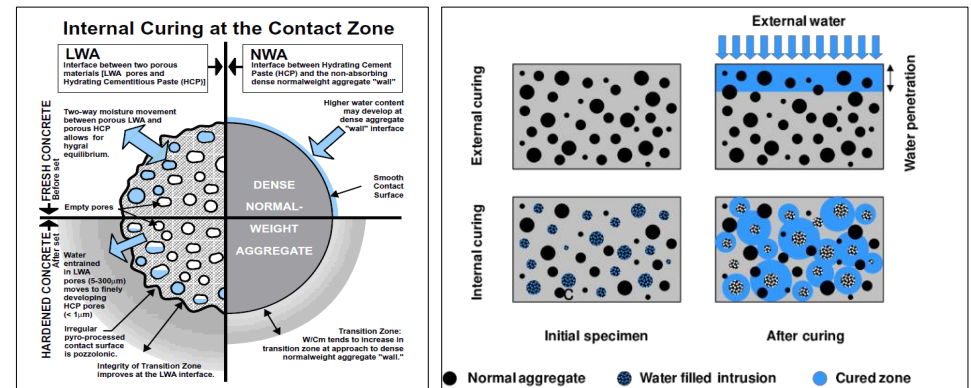 Internal Curing at the Contact Zone
LWA
Interface between two porous
materials [LWA pores and
Hydrating Cementitious Paste (HCP)]
NWA
Interface between Hydrating Cement
Paste (HCP) and the non-absorbing
dense normalweight aggregate "wall"
Two-way moisture movement
between porous LWA and
porous HCP
allows for
hygral
equilibrium.
Higher water content
may develop at
dense aggregate
"wall" interface
FRESH CONCRETE
Before set
DENSE
NORMAL-
WEIGHT
AGGREGATE
Smooth
Contact
Surface
Empty pores
HARDENED CONCRETE
After set
Water
entrained
in LWA
pores (5-300µm)
moves to finely
developing
HCP pores
(< 1µm)
Irregular
pyro-processed
contact surface
is pozzolonic.
Integrity of Transition Zone
improves at the LWA interface.
Transition Zone:
W/Cm tends to increase in
transition zone at approach to dense
normalweight aggregate "wall."
External water
External curing
Water penetration
Internal curing
C
Initial specimen
After curing
Normal aggregate
Water filled intrusion
Cured zone